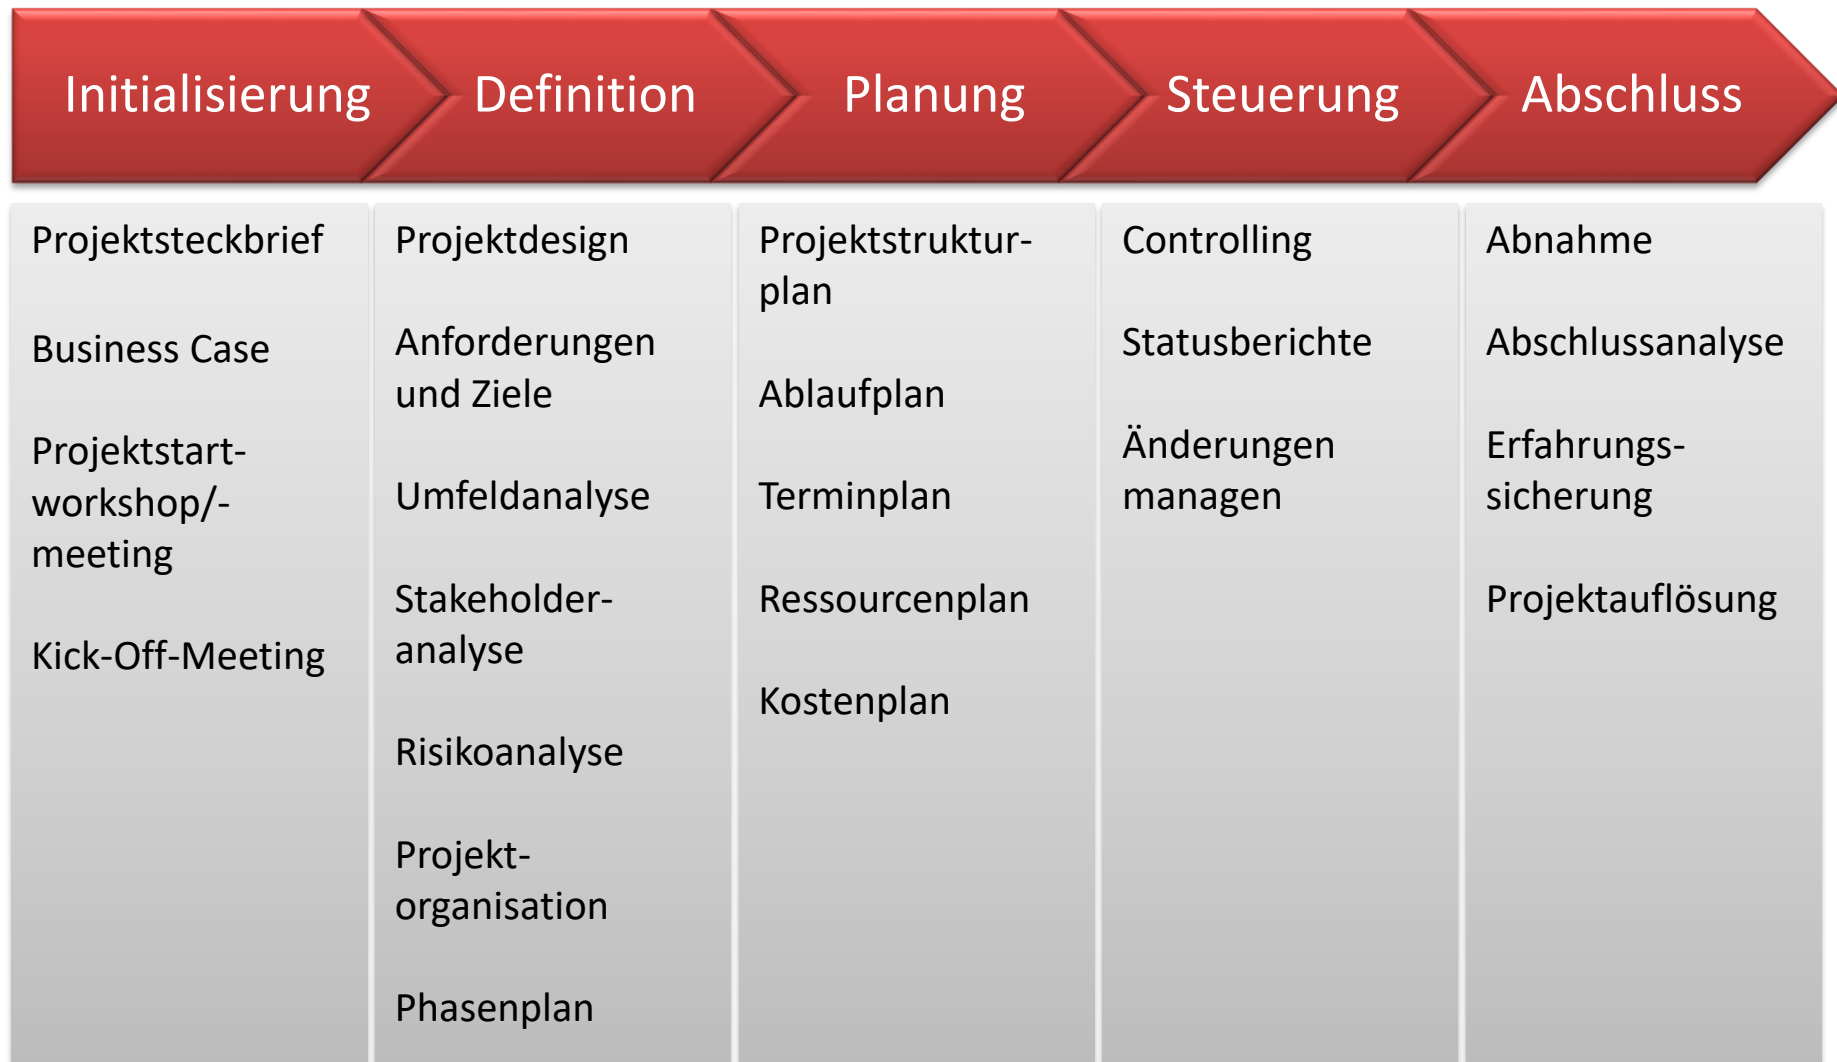 Initialisierung
Definition
Planung
Steuerung
Abschluss
Projektsteckbrief
Business Case
Projektstart-
workshop/-
meeting
Kick-Off-Meeting
Projektdesign
Anforderungen
und Ziele
Umfeldanalyse
Stakeholder-
analyse
Risikoanalyse
Projekt-
organisation
Phasenplan
Projektstruktur-
plan
Ablaufplan
Terminplan
Ressourcenplan
Kostenplan
Controlling
Statusberichte
Änderungen
managen
Abnahme
Abschlussanalyse
Erfahrungs-
sicherung
Projektauflösung